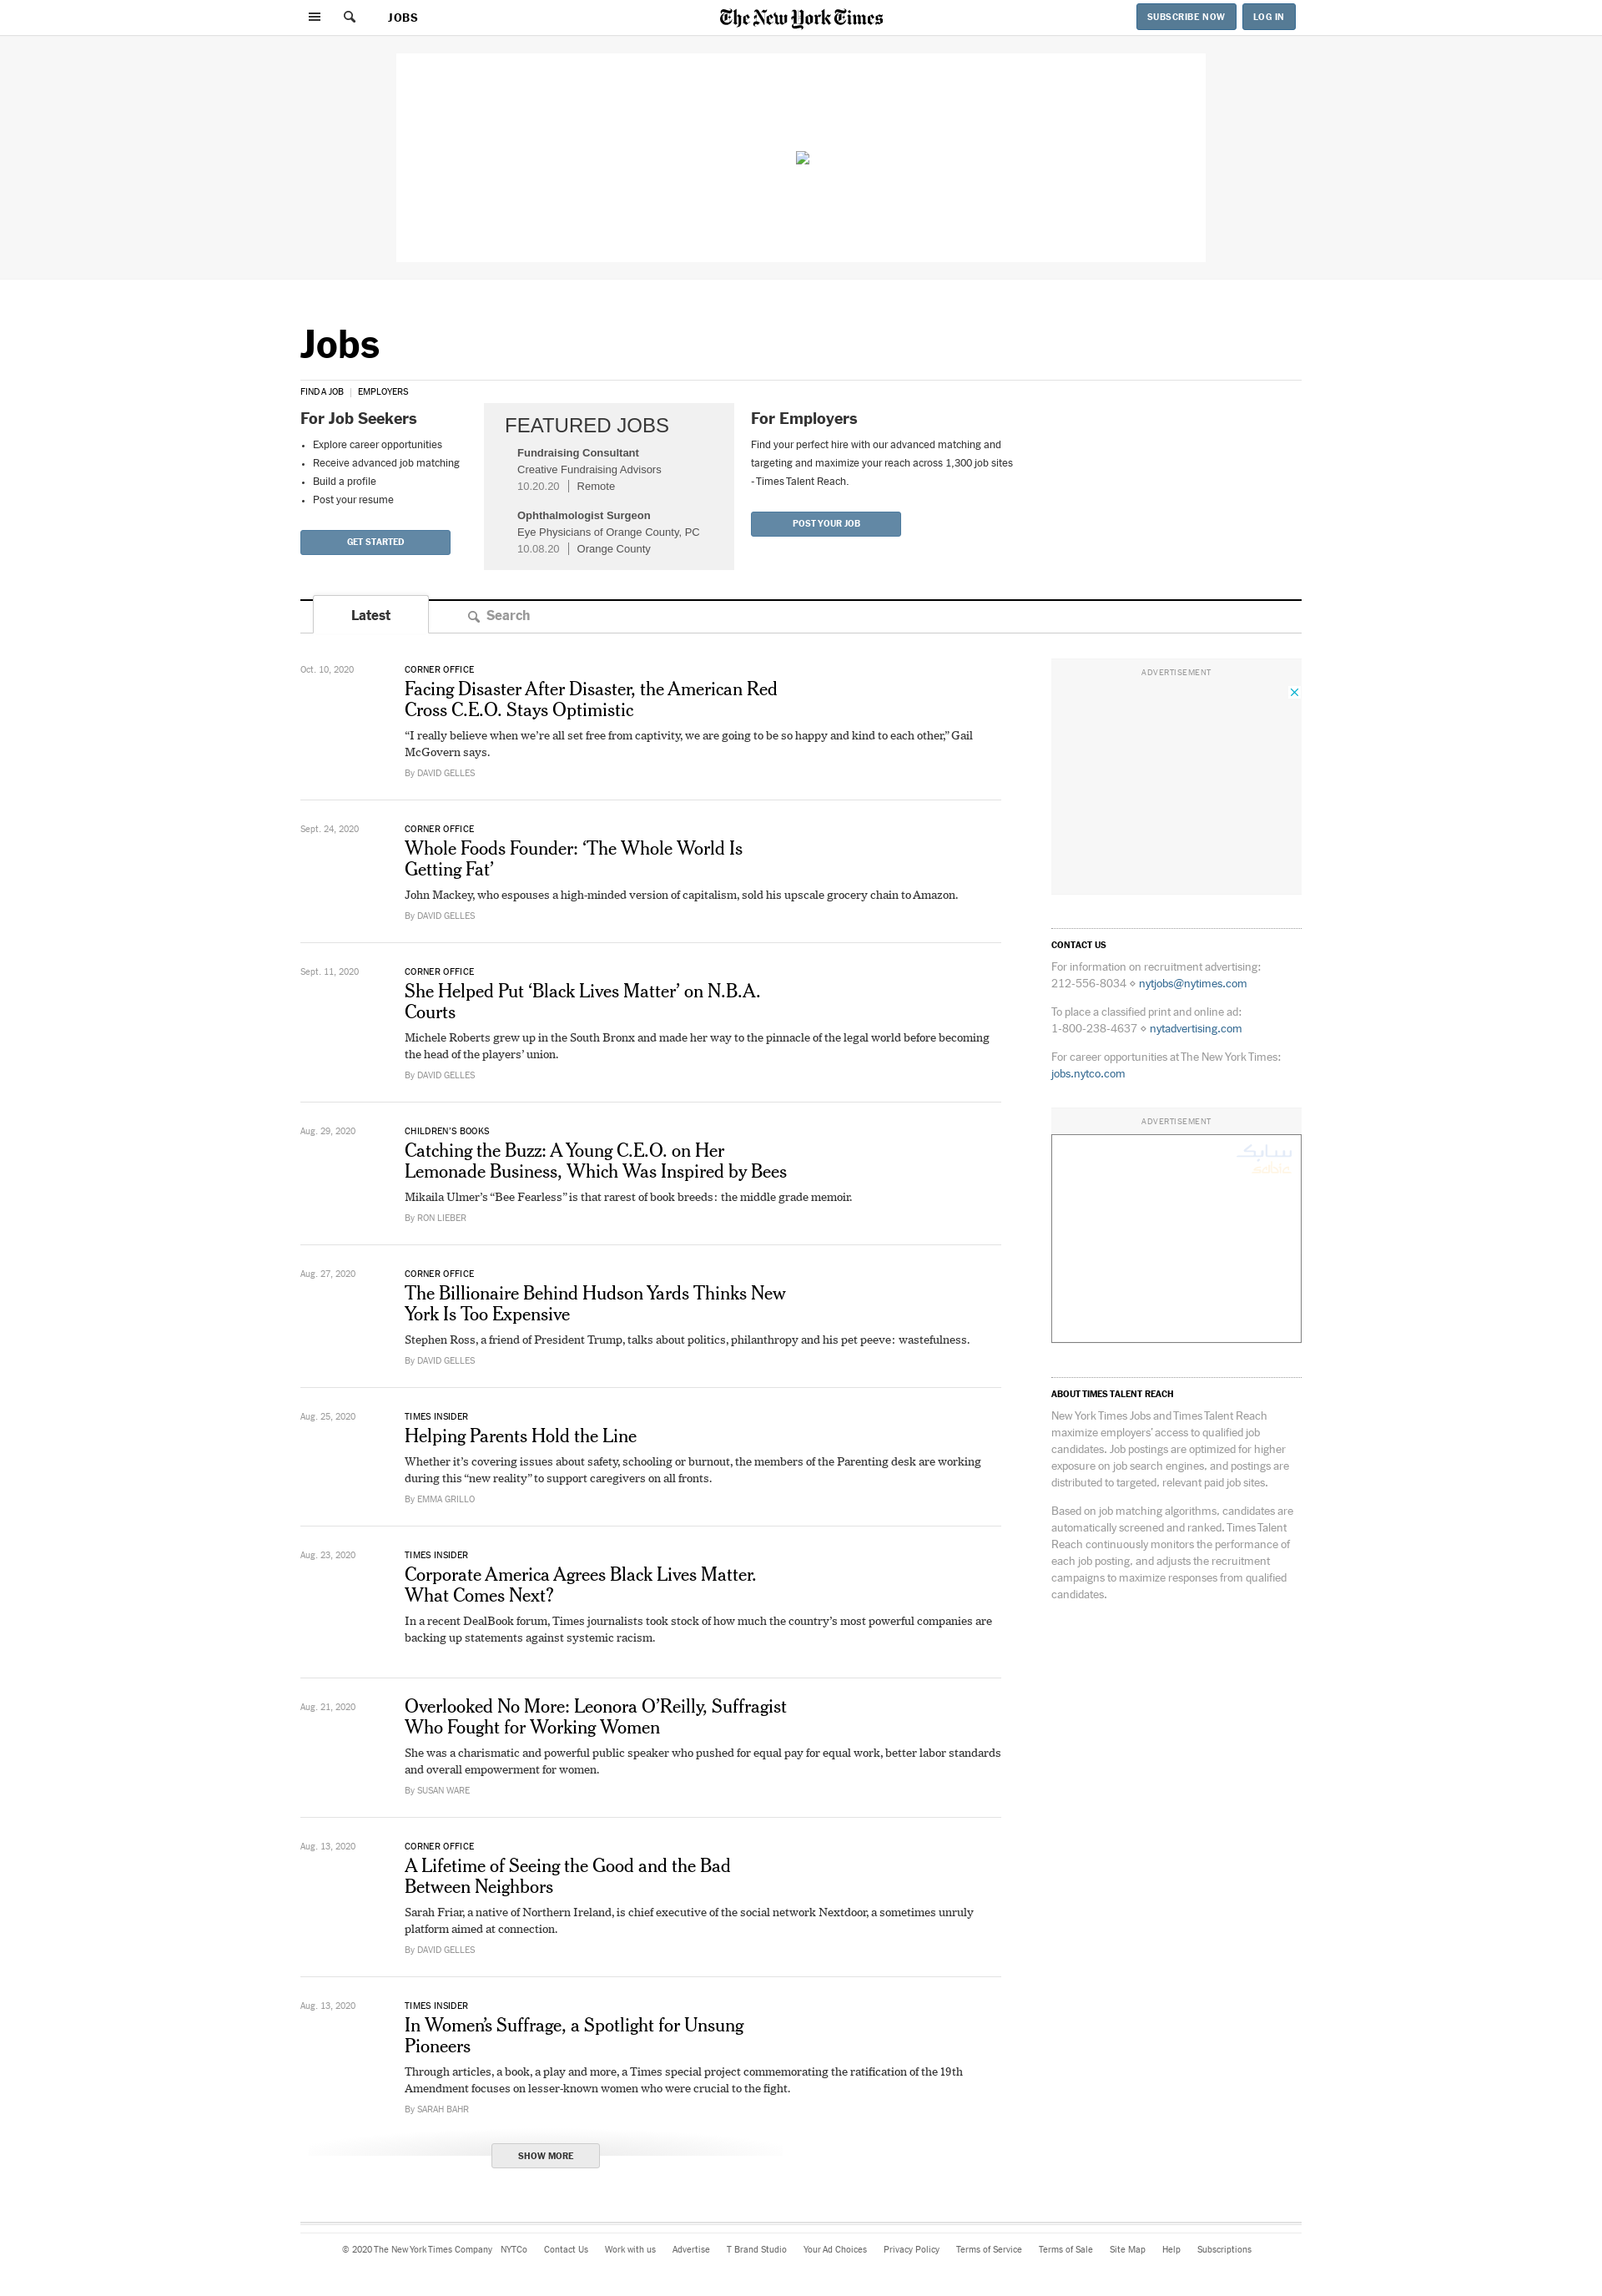 JOBS
The New York Times
SUBSCRIBE NOW
LOG IN
Jobs
FIND A JOB | EMPLOYERS
For Job Seekers
• Explore career opportunities
• Receive advanced job matching
• Build a profile
• Post your resume
GET STARTED
FEATURED JOBS
Fundraising Consultant
Creative Fundraising Advisors
10.20.20 | Remote
Ophthalmologist Surgeon
Eye Physicians of Orange County, PC
10.08.20 | Orange County
For Employers
Find your perfect hire with our advanced matching and
targeting and maximize your reach across 1,300 job sites
- Times Talent Reach.
POST YOUR JOB
Latest
Search
Oct. 10, 2020
CORNER OFFICE
Facing Disaster After Disaster, the American Red
Cross C.E.O. Stays Optimistic
“I really believe when we’re all set free from captivity, we are going to be so happy and kind to each other,” Gail
McGovern says.
By DAVID GELLES
Sept. 24, 2020
CORNER OFFICE
Whole Foods Founder: ‘The Whole World Is
Getting Fat’
John Mackey, who espouses a high-minded version of capitalism, sold his upscale grocery chain to Amazon.
By DAVID GELLES
Sept. 11, 2020
CORNER OFFICE
She Helped Put ‘Black Lives Matter’ on N.B.A.
Courts
Michele Roberts grew up in the South Bronx and made her way to the pinnacle of the legal world before becoming
the head of the players’ union.
By DAVID GELLES
Aug. 29, 2020
CHILDREN’S BOOKS
Catching the Buzz: A Young C.E.O. on Her
Lemonade Business, Which Was Inspired by Bees
Mikaila Ulmer’s “Bee Fearless” is that rarest of book breeds: the middle grade memoir.
By RON LIEBER
Aug. 27, 2020
CORNER OFFICE
The Billionaire Behind Hudson Yards Thinks New
York Is Too Expensive
Stephen Ross, a friend of President Trump, talks about politics, philanthropy and his pet peeve: wastefulness.
By DAVID GELLES
Aug. 25, 2020
TIMES INSIDER
Helping Parents Hold the Line
Whether it’s covering issues about safety, schooling or burnout, the members of the Parenting desk are working
during this “new reality” to support caregivers on all fronts.
By EMMA GRILLO
Aug. 23, 2020
TIMES INSIDER
Corporate America Agrees Black Lives Matter.
What Comes Next?
In a recent DealBook forum, Times journalists took stock of how much the country’s most powerful companies are
backing up statements against systemic racism.
Aug. 21, 2020
Overlooked No More: Leonora O’Reilly, Suffragist
Who Fought for Working Women
She was a charismatic and powerful public speaker who pushed for equal pay for equal work, better labor standards
and overall empowerment for women.
By SUSAN WARE
Aug. 13, 2020
CORNER OFFICE
A Lifetime of Seeing the Good and the Bad
Between Neighbors
Sarah Friar, a native of Northern Ireland, is chief executive of the social network Nextdoor, a sometimes unruly
platform aimed at connection.
By DAVID GELLES
Aug. 13, 2020
TIMES INSIDER
In Women’s Suffrage, a Spotlight for Unsung
Pioneers
Through articles, a book, a play and more, a Times special project commemorating the ratification of the 19th
Amendment focuses on lesser-known women who were crucial to the fight.
By SARAH BAHR
SHOW MORE
ADVERTISEMENT
CONTACT US
For information on recruitment advertising:
212-556-8034 ⋄ nytjobs@nytimes.com
To place a classified print and online ad:
1-800-238-4637 ⋄ nytadvertising.com
For career opportunities at The New York Times:
jobs.nytco.com
ADVERTISEMENT
سابك
ABOUT TIMES TALENT REACH
New York Times Jobs and Times Talent Reach
maximize employers’ access to qualified job
candidates. Job postings are optimized for higher
exposure on job search engines, and postings are
distributed to targeted, relevant paid job sites.
Based on job matching algorithms, candidates are
automatically screened and ranked. Times Talent
Reach continuously monitors the performance of
each job posting, and adjusts the recruitment
campaigns to maximize responses from qualified
candidates.
© 2020 The New York Times Company NYTCo Contact Us Work with us Advertise T Brand Studio Your Ad Choices Privacy Policy Terms of Service Terms of Sale Site Map Help Subscriptions